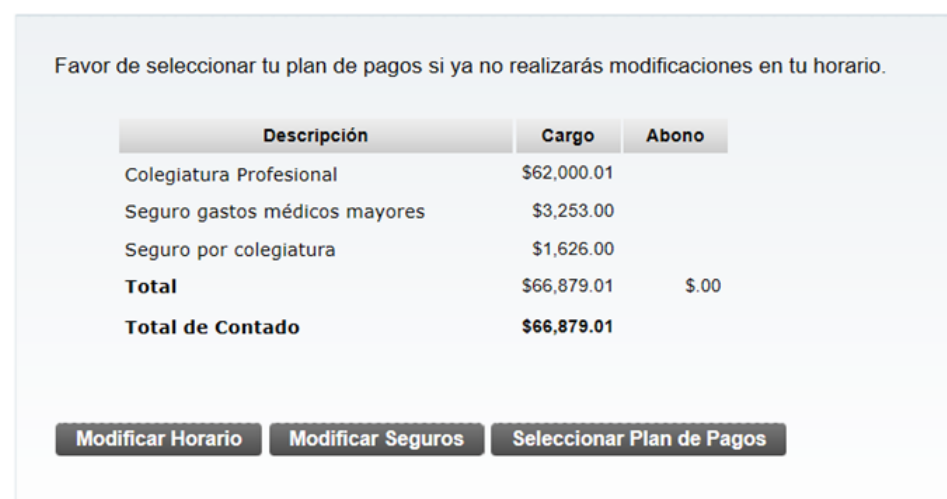 Favor de seleccionar tu plan de pagos si ya no realizarás modificaciones en tu horario.
Descripción Cargo Abono
Colegiatura Profesional $62,000.01
Seguro gastos médicos mayores $3,253.00
Seguro por colegiatura $1,626.00
Total $66,879.01 $.00
Total de Contado $66,879.01
Modificar Horario Modificar Seguros Seleccionar Plan de Pagos